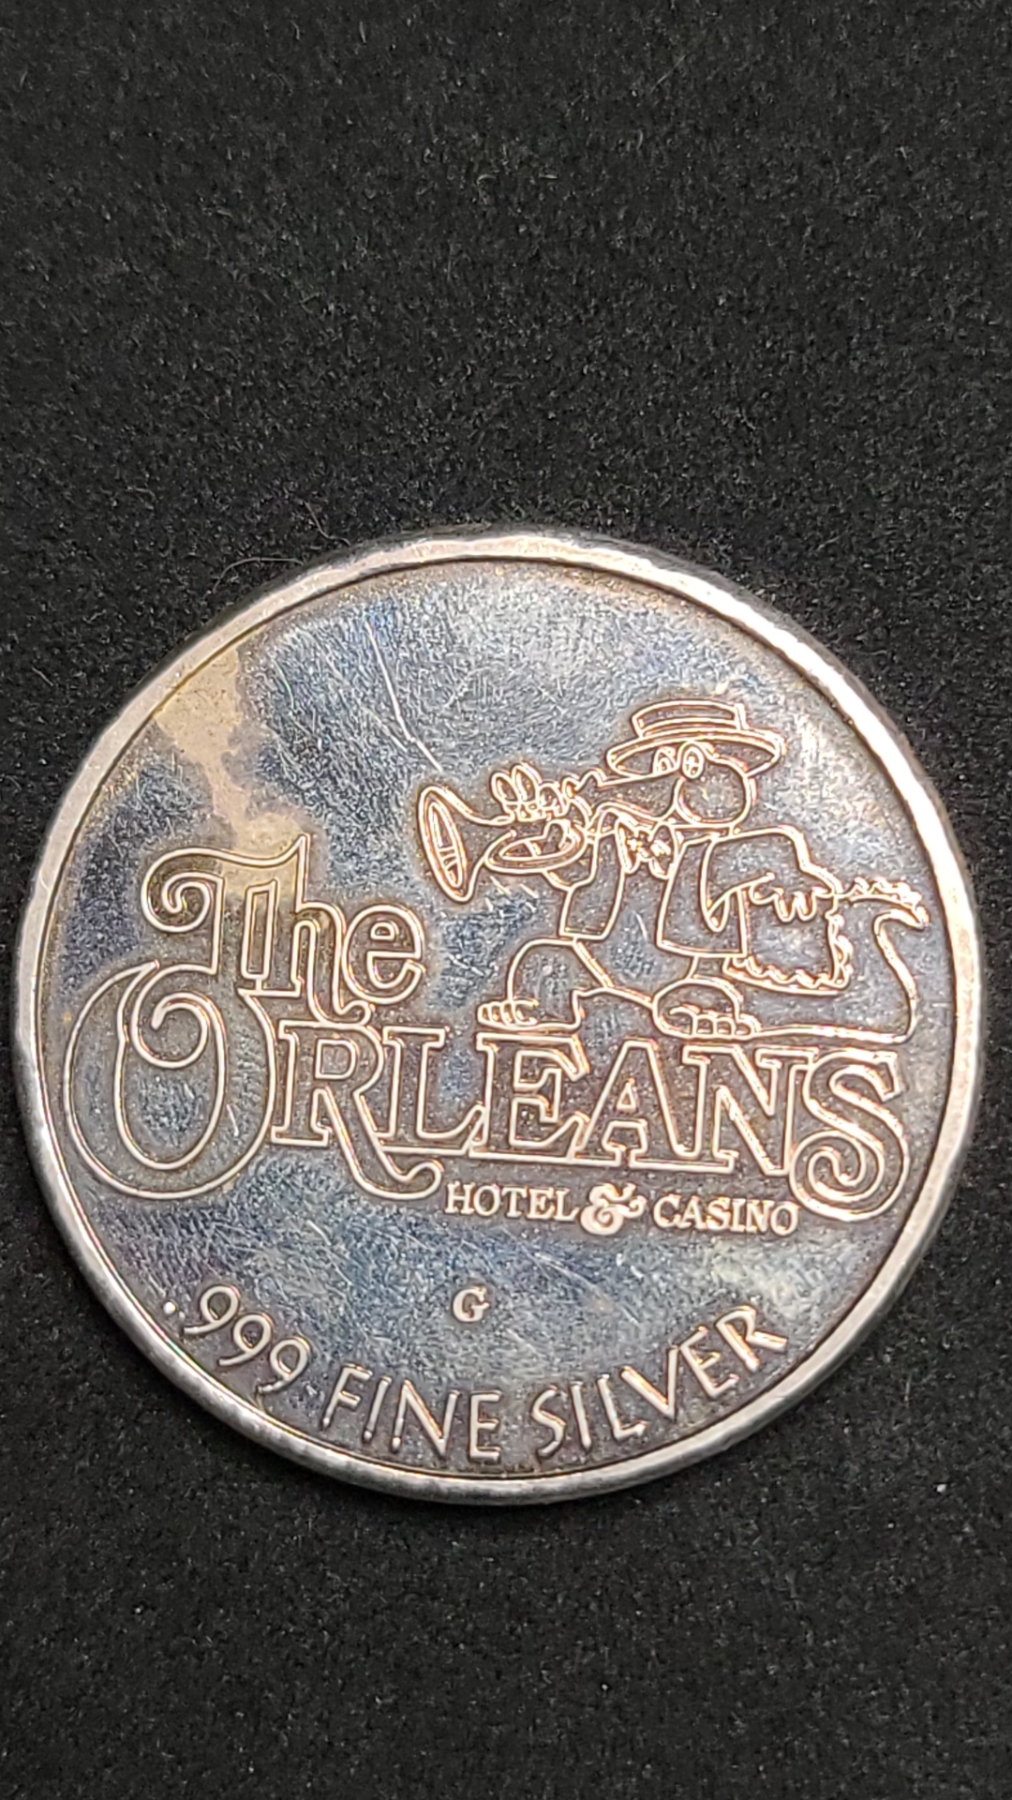 The
ORLEANS
HOTEL & CASINO
G
.999 FINE SILVER